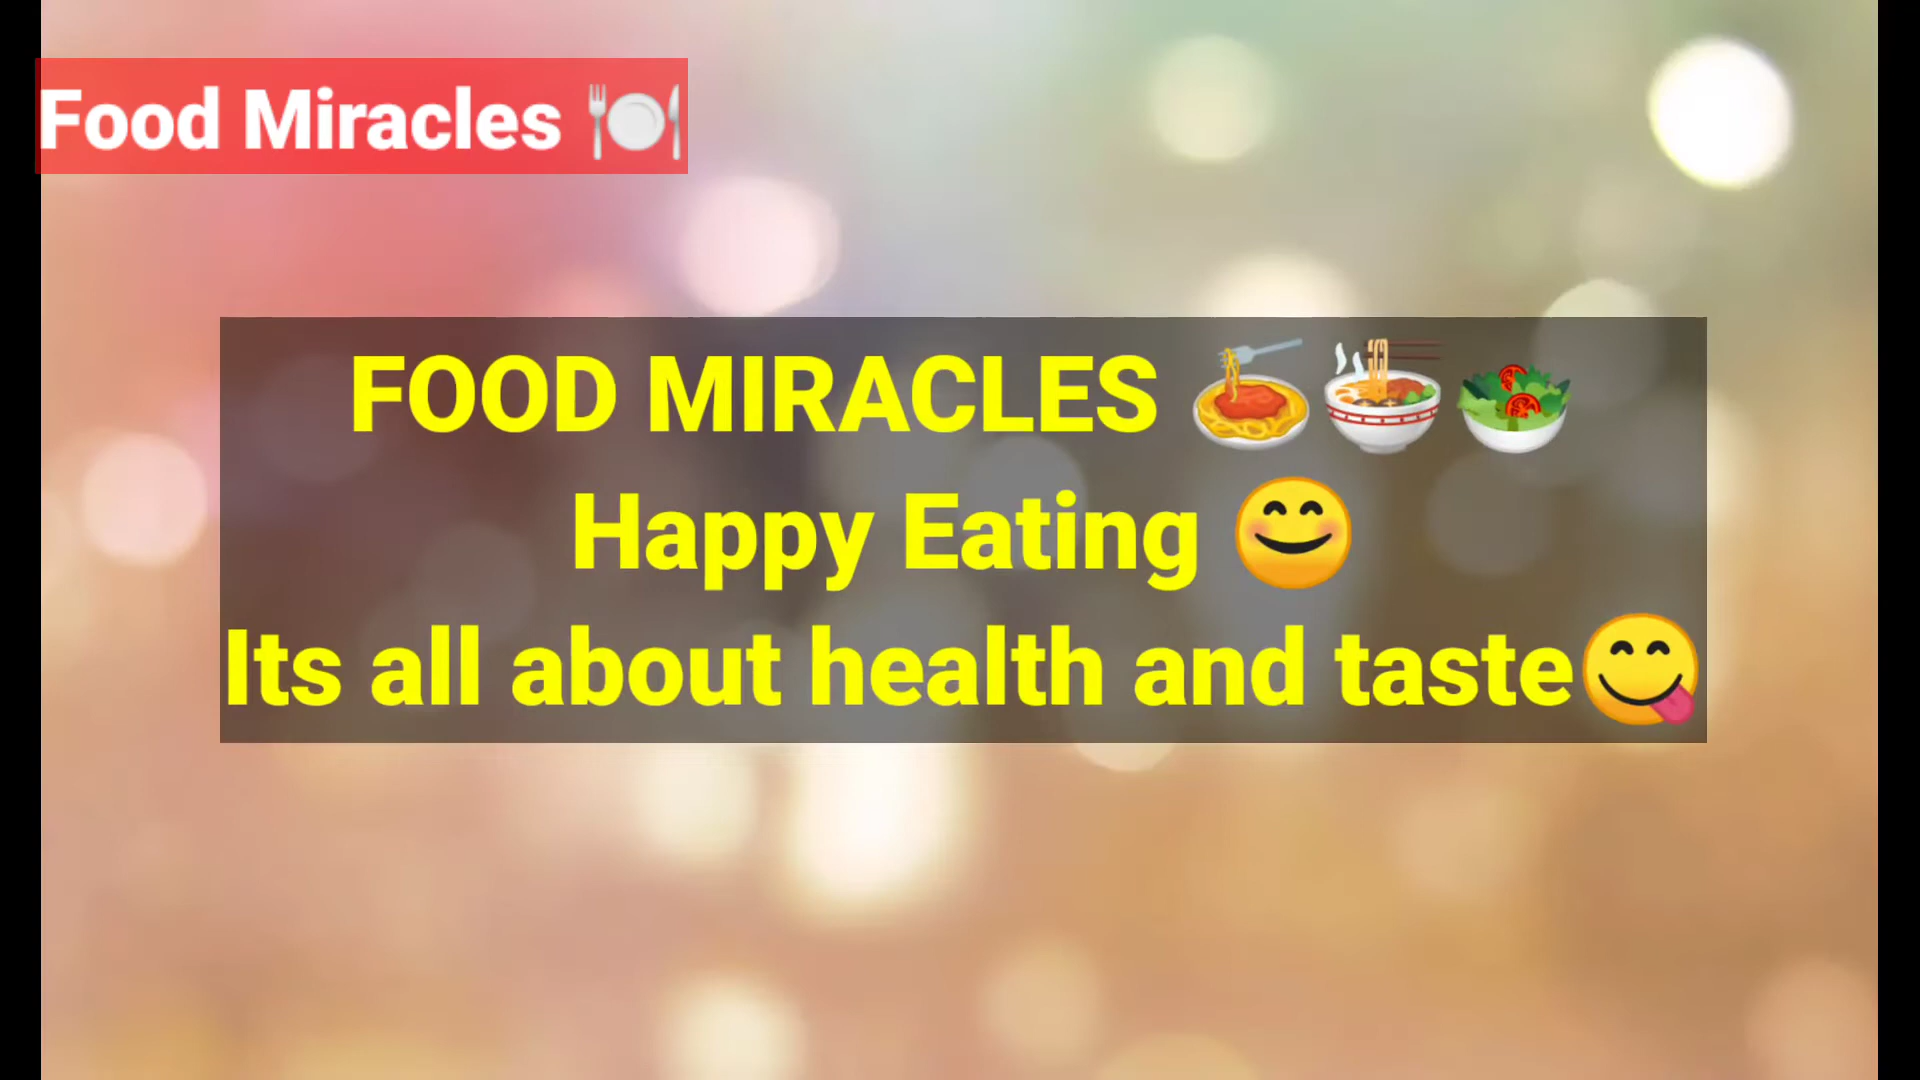 Food Miracles 🍽️
FOOD MIRACLES 🍝🍜🥗
Happy Eating 😊
Its all about health and taste😋